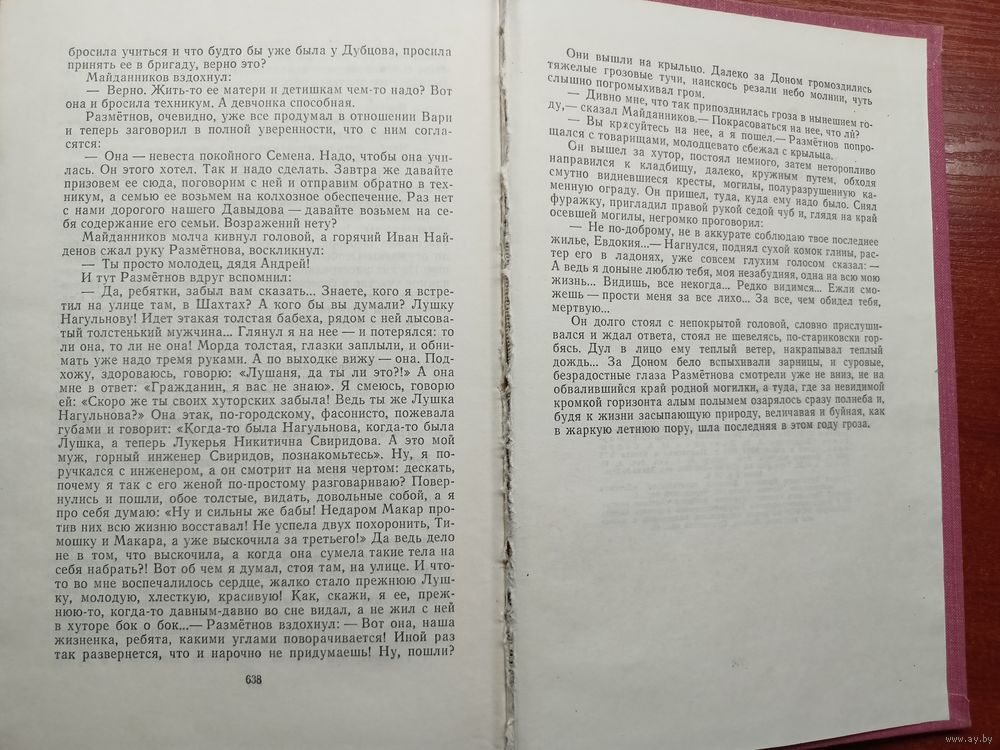 бросила учиться и что будто бы уже была у Дубцова, просила
принять ее в бригаду, верно это?
Майданников вздохнул:
— Верно. Жить-то ее матери и детишкам чем-то надо? Вот
она и бросила техникум. А девчонка способная.
Размётнов, очевидно, уже все продумал в отношении Вари
и теперь заговорил в полной уверенности, что с ним согла-
сятся:
— Она — невеста покойного Семена. Надо, чтобы она учи-
лась. Он этого хотел. Так и надо сделать. Завтра же давайте
призовем ее сюда, поговорим с ней и отправим обратно в тех-
никум, а семью ее возьмем на колхозное обеспечение. Раз нет
с нами дорогого нашего Давыдова — давайте возьмем на се-
бя содержание его семьи. Возражений нету?
Майданников молча кивнул головой, а горячий Иван Най-
денов сжал руку Размётнова, воскликнул:
— Ты просто молодец, дядя Андрей!
И тут Размётнов вдруг вспомнил:
— Да, ребятки, забыл вам сказать... Знаете, кого я встре-
тил на улице там, в Шахтах? А кого бы вы думали? Лушку
Нагульнову! Идет этакая толстая бабеха, рядом с ней лысова-
тый толстенький мужчина... Глянул я на нее — и потерялся: то
ли она, то ли не она! Морда толстая, глазки заплыли, и обни-
мать уже надо тремя руками. А по выходке вижу — она. Под-
хожу, здороваюсь, говорю: «Лушаня, да ты ли это?!» А она
мне в ответ: «Гражданин, я вас не знаю». Я смеюсь, говорю
ей: «Скоро же ты своих хуторских забыла! Ведь ты же Лушка
Нагульнова?» Она этак, по-городскому, фасонисто, пожевала
губами и говорит: «Когда-то была Нагульнова, когда-то была
Лушка, а теперь Лукерья Никитична Свиридова. А это мой
муж, горный инженер Свиридов, познакомьтесь». Ну, я по-
ручкался с инженером, а он смотрит на меня чертом: дескать,
почему я так с его женой по-простому разговариваю? Повер-
нулись и пошли, обое толстые, видать, довольные собой, а я
про себя думаю: «Ну и сильны же бабы! Недаром Макар про-
тив них всю жизню восставал! Не успела двух похоронить, Ти-
мошку и Макара, а уже выскочила за третьего!» Да ведь дело
не в том, что выскочила, а когда она сумела такие тела на
себя набрать?! Вот об чем я думал, стоя там, на улице. И что-
то во мне воспечалилось сердце, жалко стало прежнюю Луш-
ку, молодую, хлесткую, красивую! Как, скажи, я ее, преж-
нюю-то, когда-то давным-давно во сне видал, а не жил с ней
в хуторе бок о бок...— Размётнов вздохнул: — Вот она, наша
жизненка, ребята, какими углами поворачивается! Иной раз
так развернется, что и нарочно не придумаешь! Ну, пошли?
638
Они вышли на крыльцо. Далеко за Доном громоздились
тяжелые грозовые тучи, наискось резали небо молнии, чуть
слышно погромыхивал гром.
— Дивно мне, что так припозднилась гроза в нынешнем го-
ду,— сказал Майданников.— Покрасоваться на нее, что ли?
— Вы красуйтесь на нее, а я пошел.— Размётнов попро-
щался с товарищами, молодцевато сбежал с крыльца.
Он вышел за хутор, постоял немного, затем неторопливо
направился к кладбищу, далеко, кружным путем, обходя
смутно видневшиеся кресты, могилы, полуразрушенную ка-
менную ограду. Он пришел, туда, куда ему надо было. Снял
фуражку, пригладил правой рукой седой чуб и, глядя на край
осевшей могилы, негромко проговорил:
— Не по-доброму, не в аккурате соблюдаю твое последнее
жилье, Евдокия...— Нагнулся, поднял сухой комок глины, рас-
тер его в ладонях, уже совсем глухим голосом сказал: —
А ведь я доныне люблю тебя, моя незабудняя, одна на всю мою
жизнь... Видишь, все некогда... Редко видимся... Ежли смо-
жешь — прости меня за все лихо... За все, чем обидел тебя,
мертвую...
Он долго стоял с непокрытой головой, словно прислуши-
вался и ждал ответа, стоял не шевелясь, по-стариковски гор-
бясь. Дул в лицо ему теплый ветер, накрапывал теплый
дождь... За Доном бело вспыхивали зарницы, и суровые,
безрадостные глаза Размётнова смотрели уже не вниз, не на
обвалившийся край родной могилки, а туда, где за невидимой
кромкой горизонта алым полымем озарялось сразу полнеба и,
будя к жизни засыпающую природу, величавая и буйная, как
в жаркую летнюю пору, шла последняя в этом году гроза.
www.ay.by